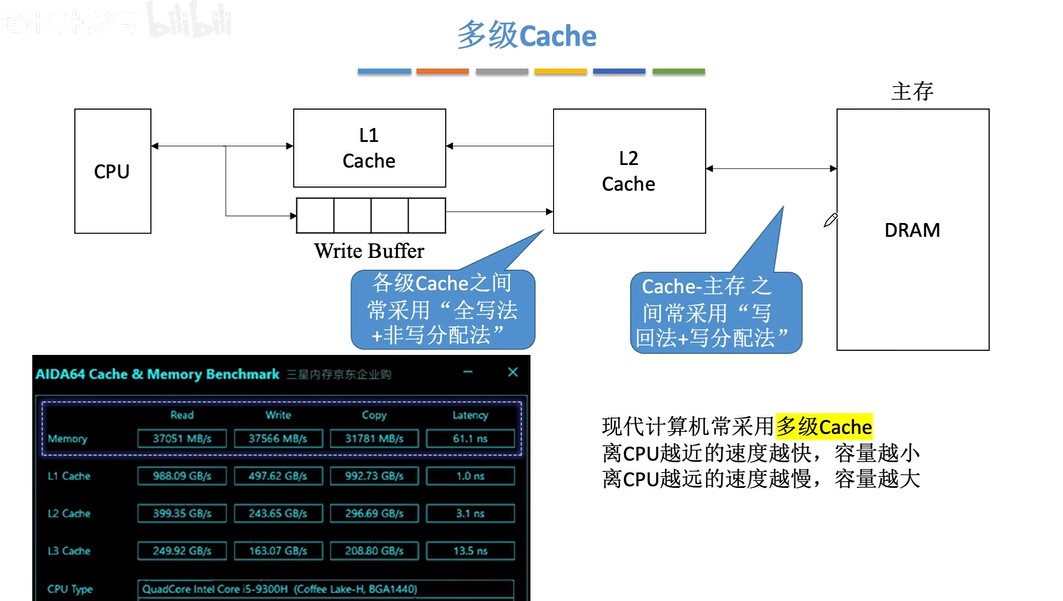 bilibili
多级Cache
主存
CPU
L1
Cache
L2
Cache
DRAM
Write Buffer
各级Cache之间
常采用“全写法
+非写分配法”
Cache-主存 之
间常采用“写
回法+写分配法”
AIDA64 Cache & Memory Benchmark 三星内存京东企业购
Read Write Copy Latency
Memory 37051 MB/s 37566 MB/s 31781 MB/s 61.1 ns
L1 Cache 988.09 GB/s 497.62 GB/s 992.73 GB/s 1.0 ns
L2 Cache 399.35 GB/s 243.65 GB/s 296.69 GB/s 3.1 ns
L3 Cache 249.92 GB/s 163.07 GB/s 208.80 GB/s 13.5 ns
CPU Type QuadCore Intel Core i5-9300H (Coffee Lake-H, BGA1440)
现代计算机常采用多级Cache
离CPU越近的速度越快，容量越小
离CPU越远的速度越慢，容量越大